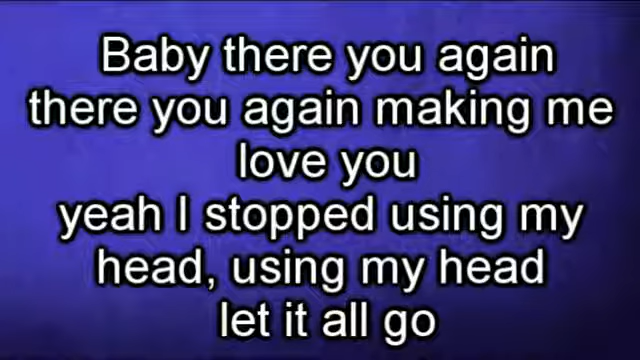 Baby there you again
there you again making me
love you
yeah I stopped using my
head, using my head
let it all go